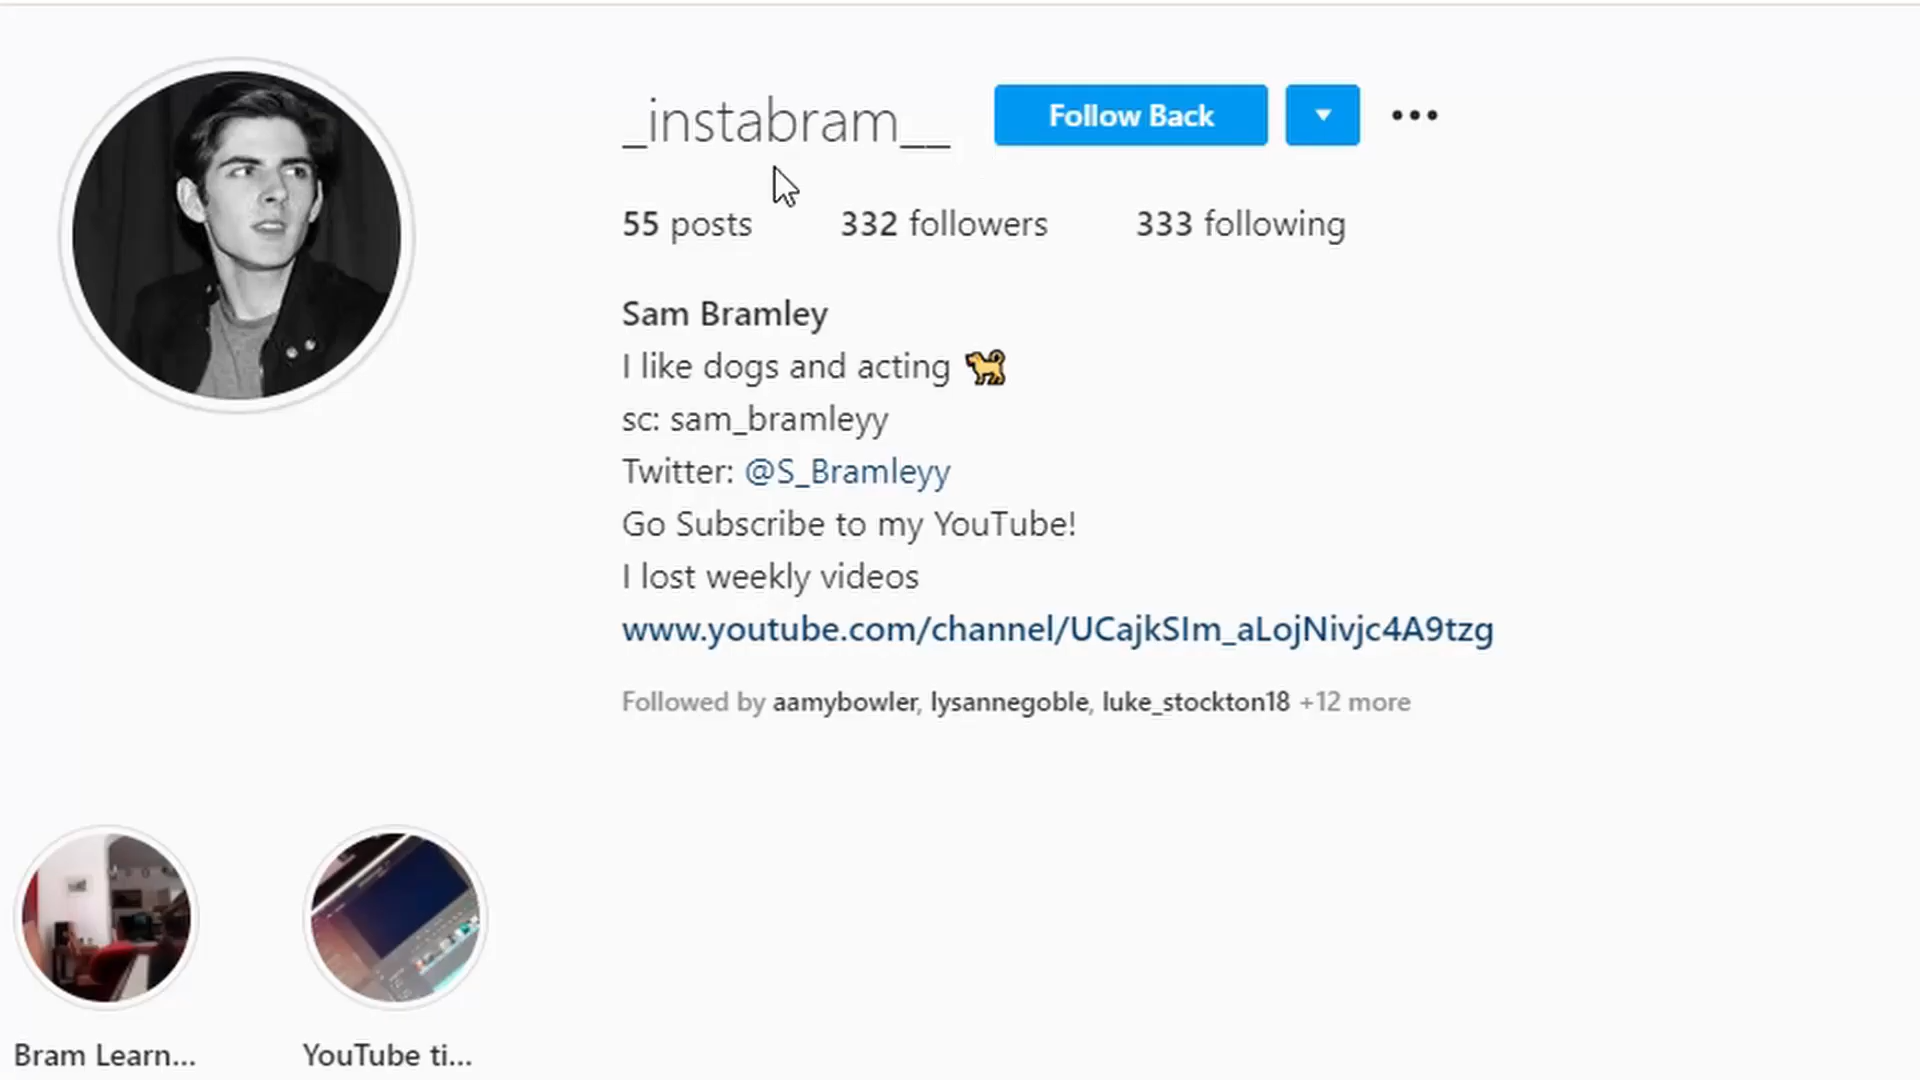 _instabram__ Follow Back
55 posts 332 followers 333 following
Sam Bramley
I like dogs and acting 🐕
sc: sam_bramleyy
Twitter: @S_Bramleyy
Go Subscribe to my YouTube!
I lost weekly videos
www.youtube.com/channel/UCajkSIm_aLojNivjc4A9tzg
Followed by aamybowler, lysannegoble, luke_stockton18 +12 more
Bram Learn... YouTube ti...